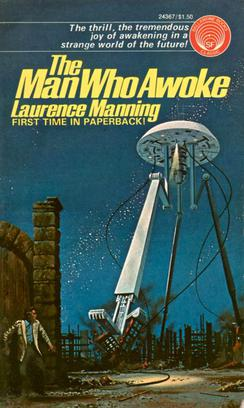 24367/$1.50
The thrill, the tremendous
joy of awakening in a
strange world of the future!
SF
The
Man Who Awoke
Laurence Manning
FIRST TIME IN PAPERBACK!